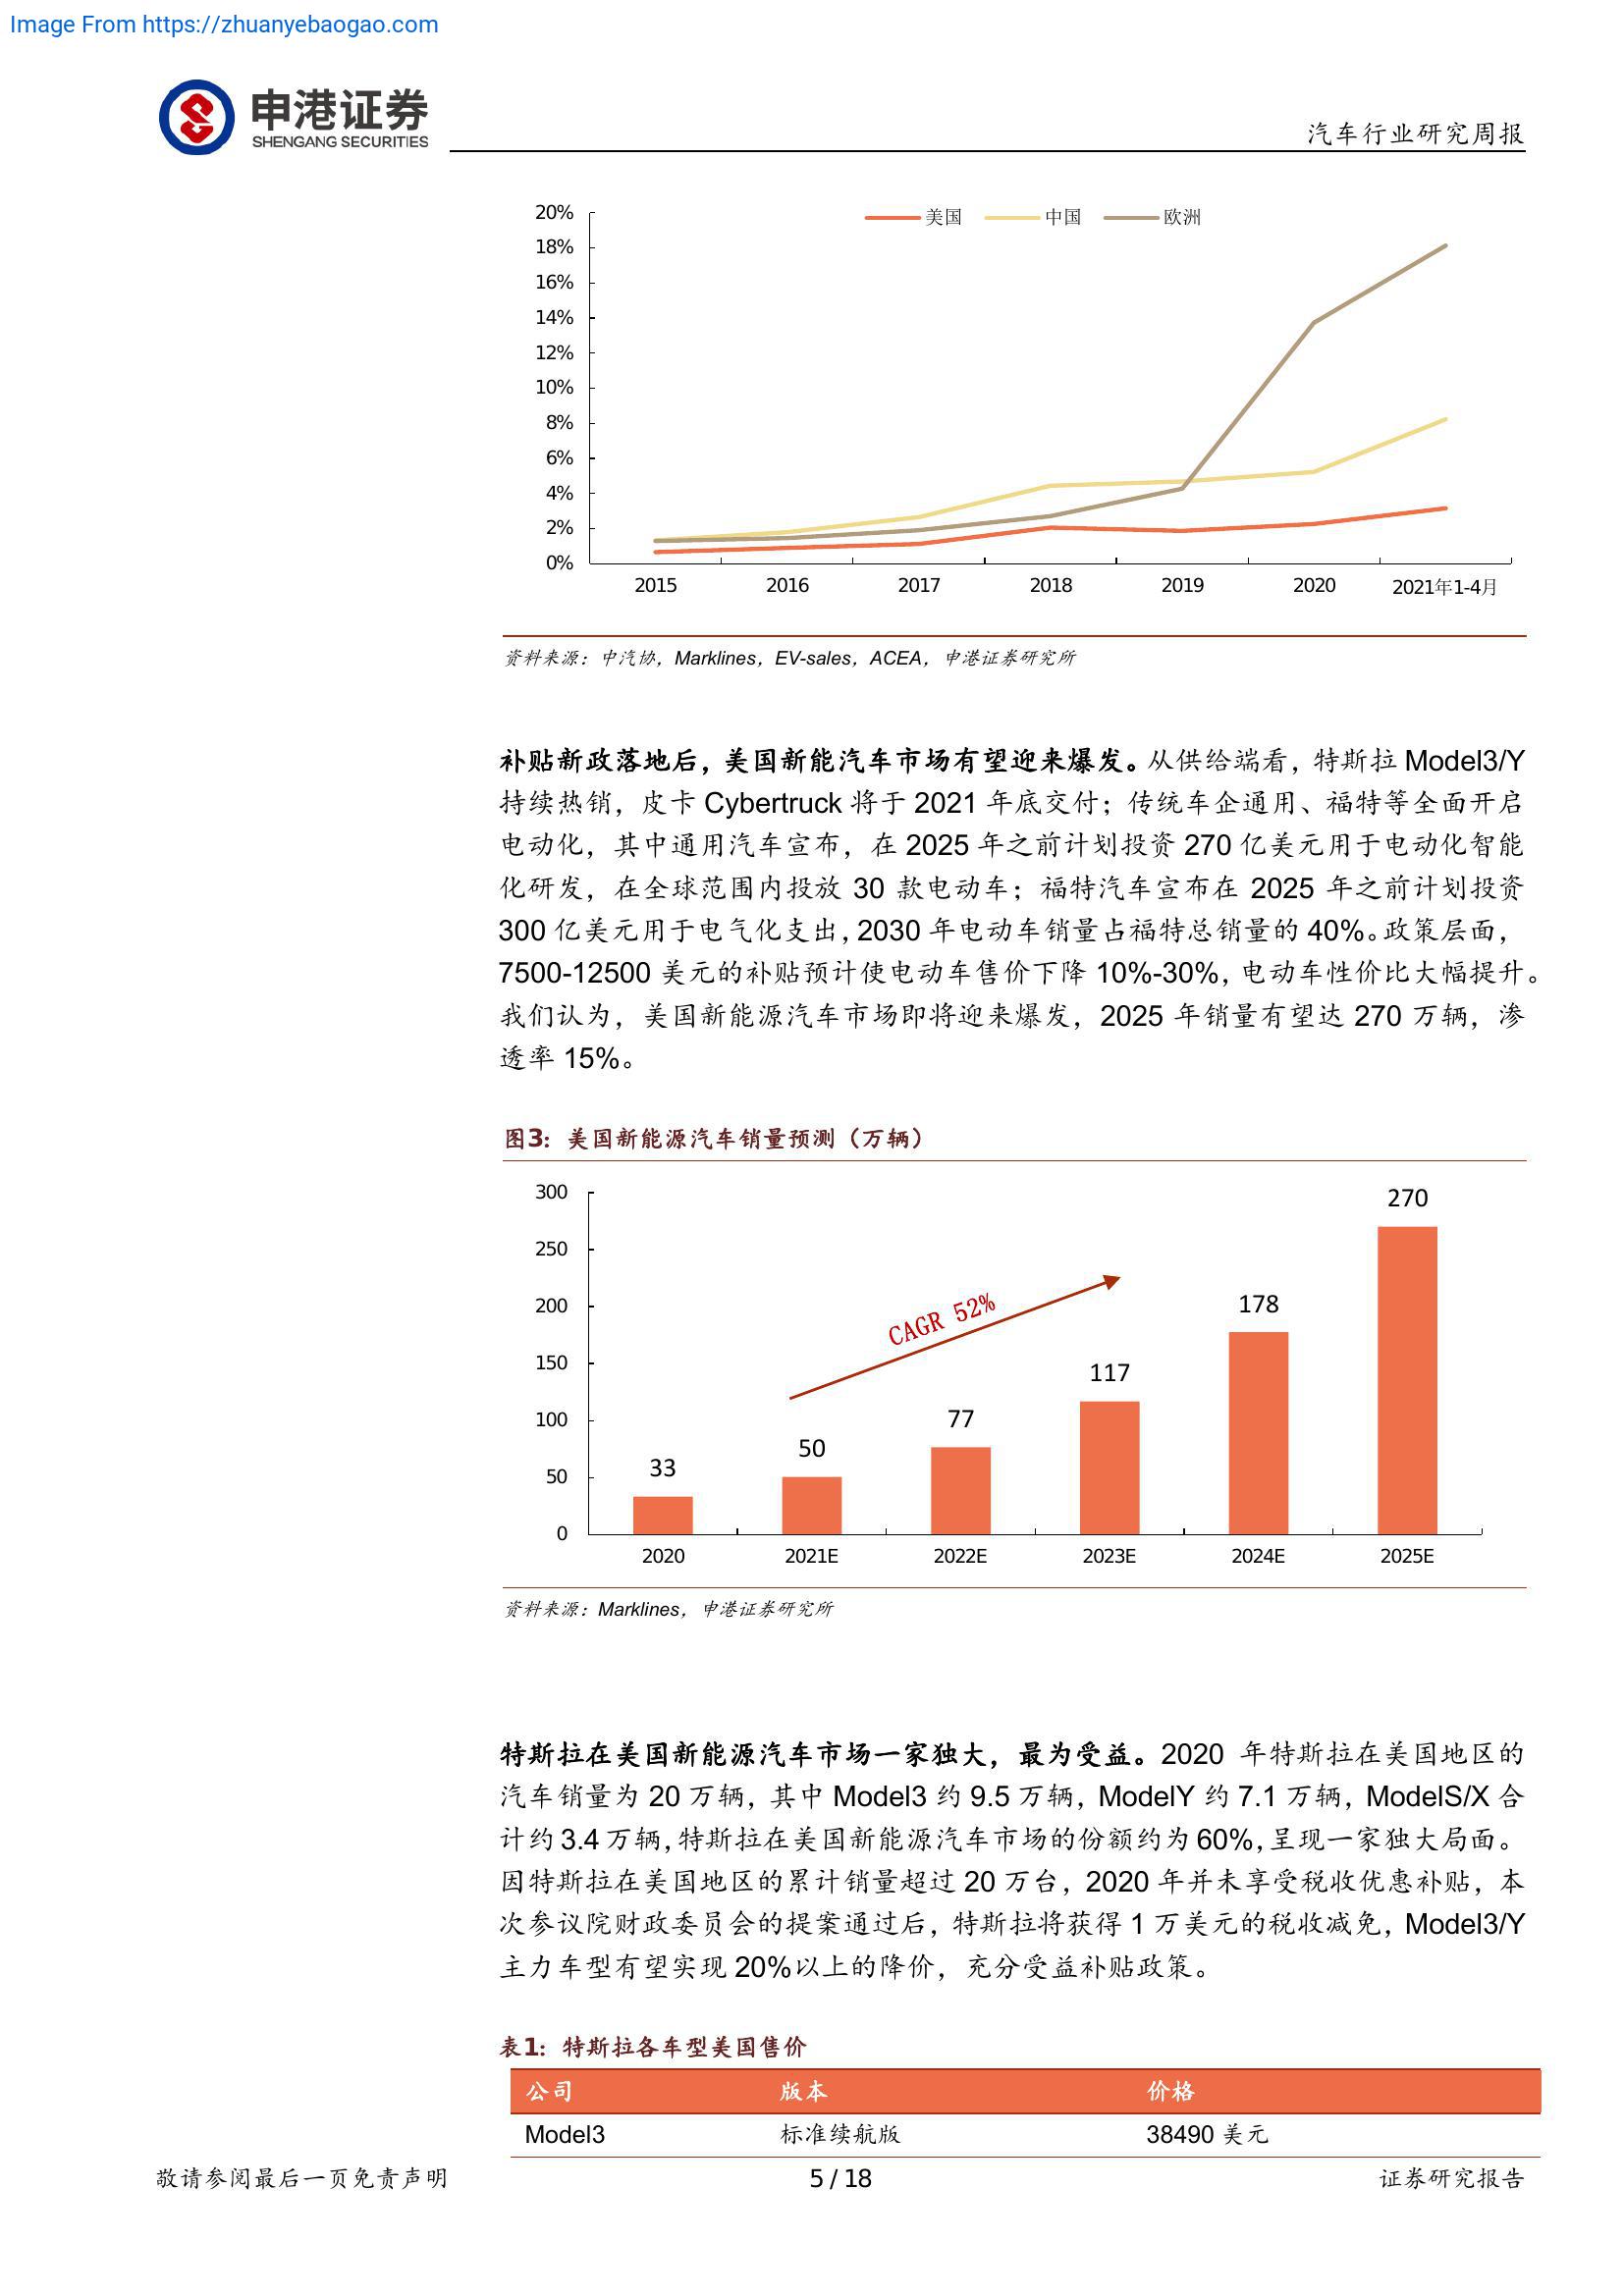 Image From https://zhuanyebaogao.com
申港证券
SHENGANG SECURITIES
汽车行业研究周报
美国 中国 欧洲
20%
18%
16%
14%
12%
10%
8%
6%
4%
2%
0%
2015 2016 2017 2018 2019 2020 2021年1-4月
资料来源：中汽协，Marklines，EV-sales，ACEA，申港证券研究所
补贴新政落地后，美国新能汽车市场有望迎来爆发。从供给端看，特斯拉 Model3/Y
持续热销，皮卡 Cybertruck 将于 2021 年底交付；传统车企通用、福特等全面开启
电动化，其中通用汽车宣布，在 2025 年之前计划投资 270 亿美元用于电动化智能
化研发，在全球范围内投放 30 款电动车；福特汽车宣布在 2025 年之前计划投资
300 亿美元用于电气化支出，2030 年电动车销量占福特总销量的 40%。政策层面，
7500-12500 美元的补贴预计使电动车售价下降 10%-30%，电动车性价比大幅提升。
我们认为，美国新能源汽车市场即将迎来爆发，2025 年销量有望达 270 万辆，渗
透率 15%。
图3：美国新能源汽车销量预测（万辆）
300
250
200
150
100
50
0
33 50 77 117 178 270
CAGR 52%
2020 2021E 2022E 2023E 2024E 2025E
资料来源：Marklines，申港证券研究所
特斯拉在美国新能源汽车市场一家独大，最为受益。2020 年特斯拉在美国地区的
汽车销量为 20 万辆，其中 Model3 约 9.5 万辆，ModelY 约 7.1 万辆，ModelS/X 合
计约 3.4 万辆，特斯拉在美国新能源汽车市场的份额约为 60%，呈现一家独大局面。
因特斯拉在美国地区的累计销量超过 20 万台，2020 年并未享受税收优惠补贴，本
次参议院财政委员会的提案通过后，特斯拉将获得 1 万美元的税收减免，Model3/Y
主力车型有望实现 20%以上的降价，充分受益补贴政策。
表1：特斯拉各车型美国售价
公司 版本 价格
Model3 标准续航版 38490 美元
敬请参阅最后一页免责声明 5 / 18 证券研究报告